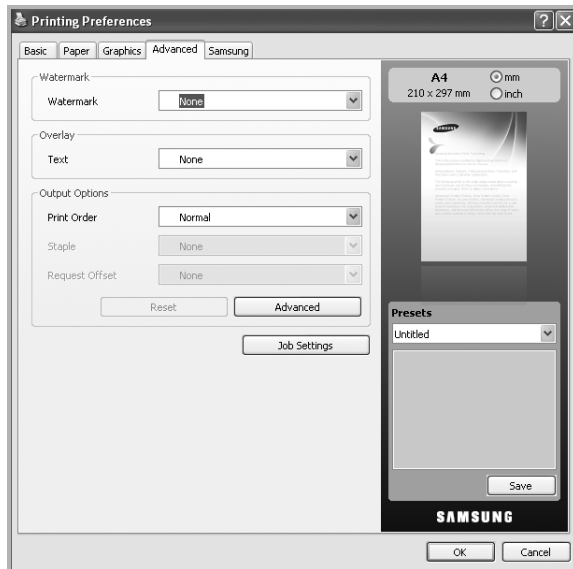 Printing Preferences
Basic Paper Graphics Advanced Samsung
Watermark
Watermark None
Overlay
Text None
Output Options
Print Order Normal
Staple None
Request Offset None
Reset Advanced
Job Settings
A4
210 x 297 mm
mm
inch
SAMSUNG
Presets
Untitled
Save
SAMSUNG
OK Cancel